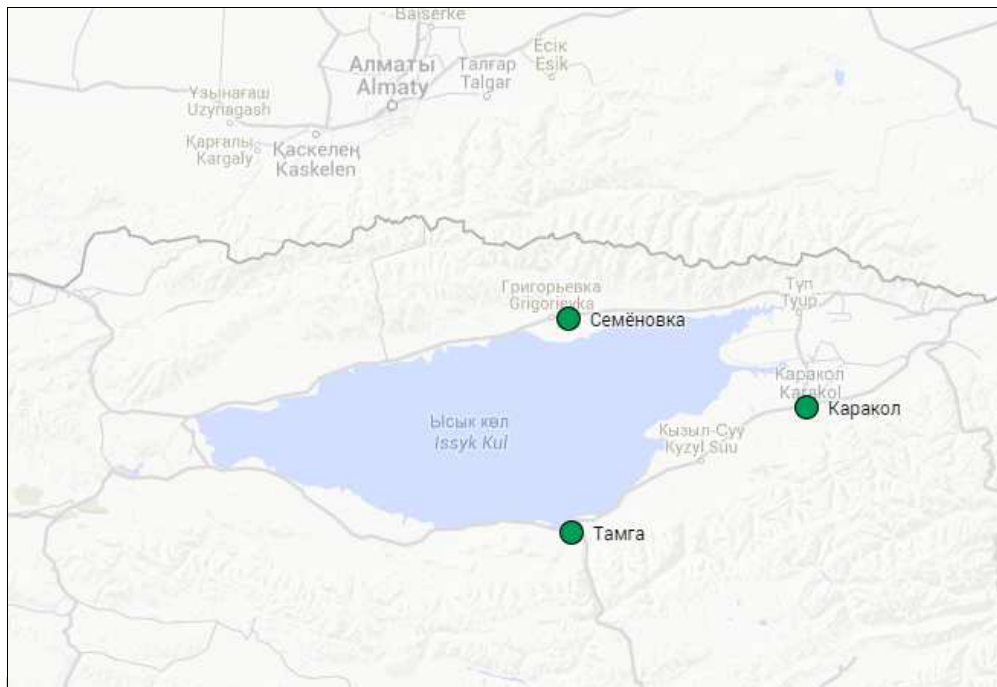 Baiserke
Алматы
Almaty
Талғар
Talgar
Есік
Esik
Ұзынағаш
Uzynagash
Қарғалы
Kargaly
Қаскелең
Kaskelen
Григорьевка
Grigorievka
Семёновка
Түп
Tyup
Каракол
Karakol
Каракол
Ысык көл
Issyk Kul
Кызыл-Суу
Kyzyl Suu
Тамга